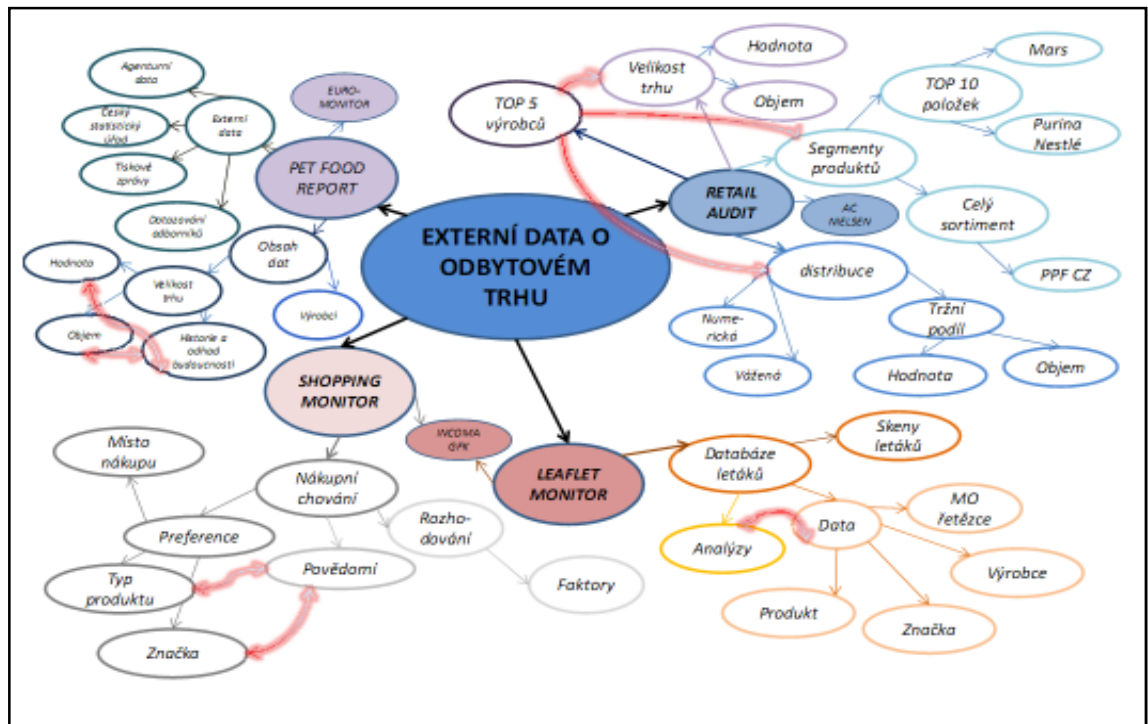 Agenturní
data
Český
statistický
úřad
Externí
data
Tiskové
zprávy
Dotazování
odborníků
EURO-
MONITOR
PET FOOD
REPORT
Obsah
dat
Hodnota
Velikost
trhu
Objem
Historie a
odhad
budoucnosti
Výrobci
TOP 5
výrobců
Velikost
trhu
Hodnota
Objem
Mars
TOP 10
položek
Purina
Nestlé
Segmenty
produktů
RETAIL
AUDIT
AC
NIELSEN
Celý
sortiment
PPF CZ
EXTERNÍ DATA O
ODBYTOVÉM
TRHU
distribuce
Nume-
rická
Vážená
Tržní
podíl
Hodnota
Objem
SHOPPING
MONITOR
INCOMA
GFK
LEAFLET
MONITOR
Místa
nákupu
Nákupní
chování
Preference
Typ
produktu
Povědomí
Značka
Rozho-
dování
Faktory
Databáze
letáků
Skeny
letáků
Analýzy
Data
MO
řetězce
Výrobce
Produkt
Značka